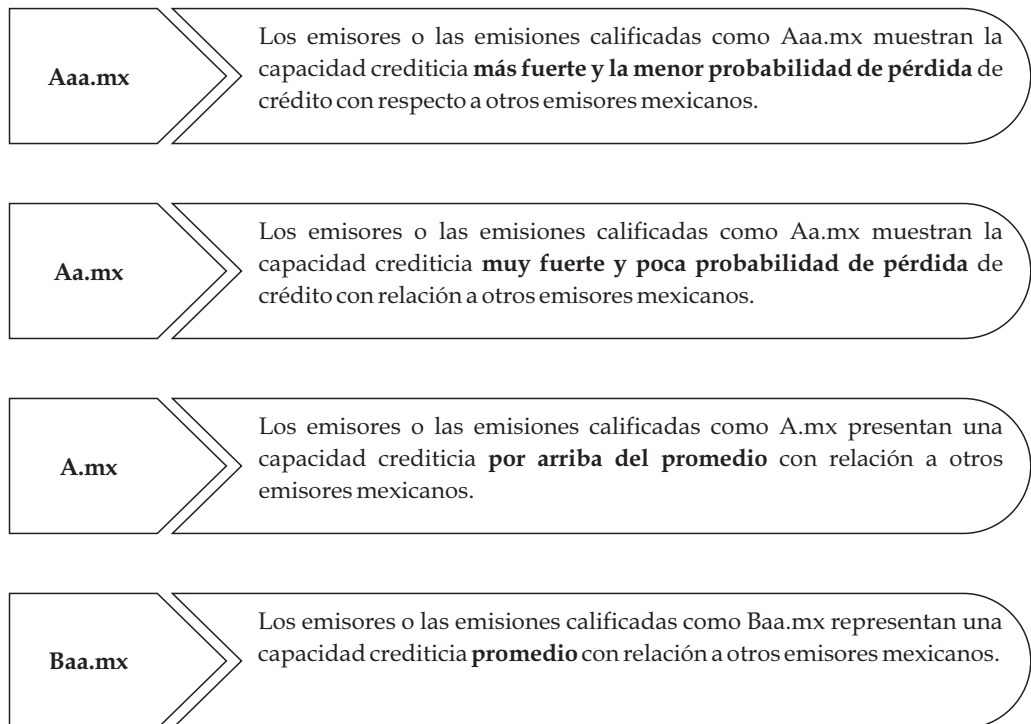 Los emisores o las emisiones calificadas como Aaa.mx muestran la
Aaa.mx
capacidad crediticia más fuerte y la menor probabilidad de pérdida de
crédito con respecto a otros emisores mexicanos.
Los emisores o las emisiones calificadas como Aa.mx muestran la
Aa.mx
capacidad crediticia muy fuerte y poca probabilidad de pérdida de
crédito con relación a otros emisores mexicanos.
Los emisores o las emisiones calificadas como A.mx presentan una
A.mx
capacidad crediticia por arriba del promedio con relación a otros
emisores mexicanos.
Los emisores o las emisiones calificadas como Baa.mx representan una
Baa.mx
capacidad crediticia promedio con relación a otros emisores mexicanos.